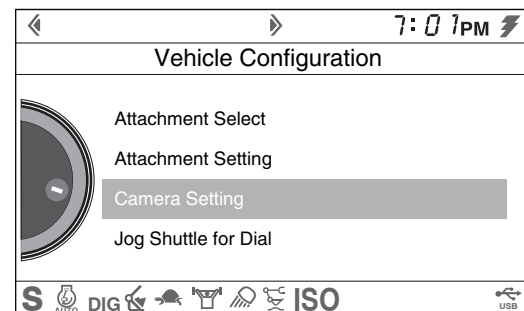 7:01PM
Vehicle Configuration
Attachment Select
Attachment Setting
Camera Setting
Jog Shuttle for Dial
S AUTO DIG ISO USB